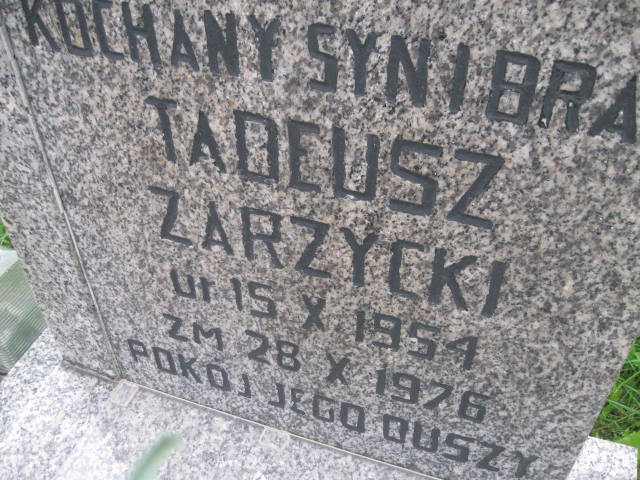 KOCHANY SYN I BRA
TADEUSZ
ZARZYCKI
ur 15 X 1954
ZM 28 X 1976
POKOJ JEGO DUSZY